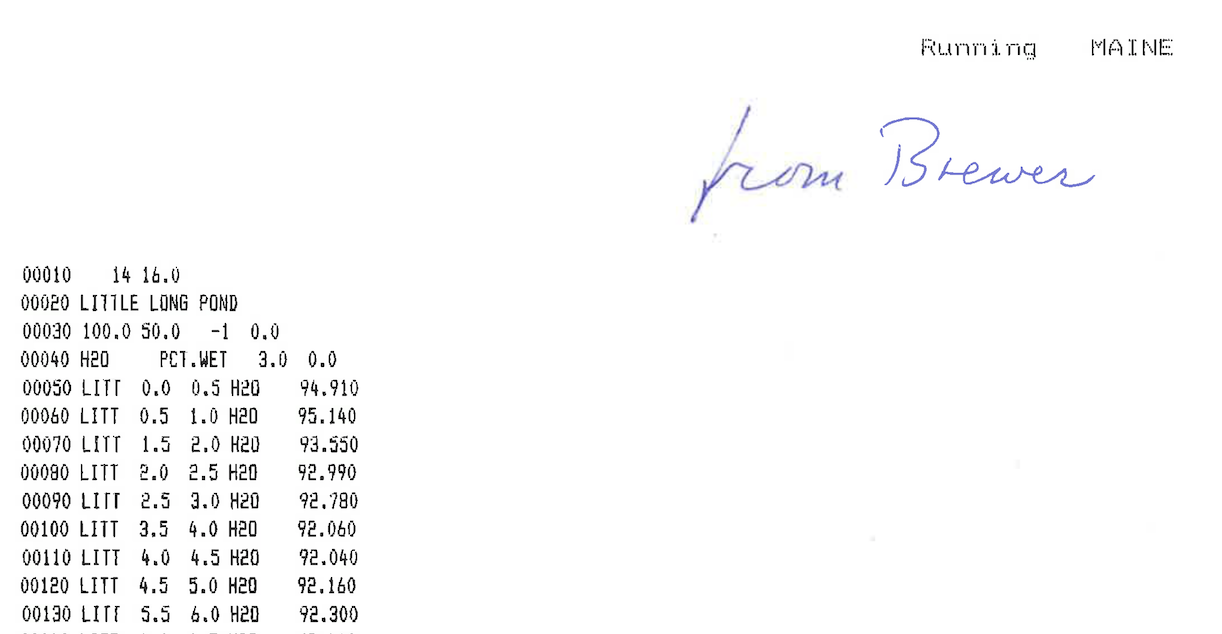 Running MAINE
from Brewer
00010 14 16.0
00020 LITTLE LONG POND
00030 100.0 50.0 -1 0.0
00040 H2O PCT.WET 3.0 0.0
00050 LITT 0.0 0.5 H2O 94.910
00060 LITT 0.5 1.0 H2O 95.140
00070 LITT 1.5 2.0 H2O 93.550
00080 LITT 2.0 2.5 H2O 92.990
00090 LITT 2.5 3.0 H2O 92.780
00100 LITT 3.5 4.0 H2O 92.060
00110 LITT 4.0 4.5 H2O 92.040
00120 LITT 4.5 5.0 H2O 92.160
00130 LITT 5.5 6.0 H2O 92.300